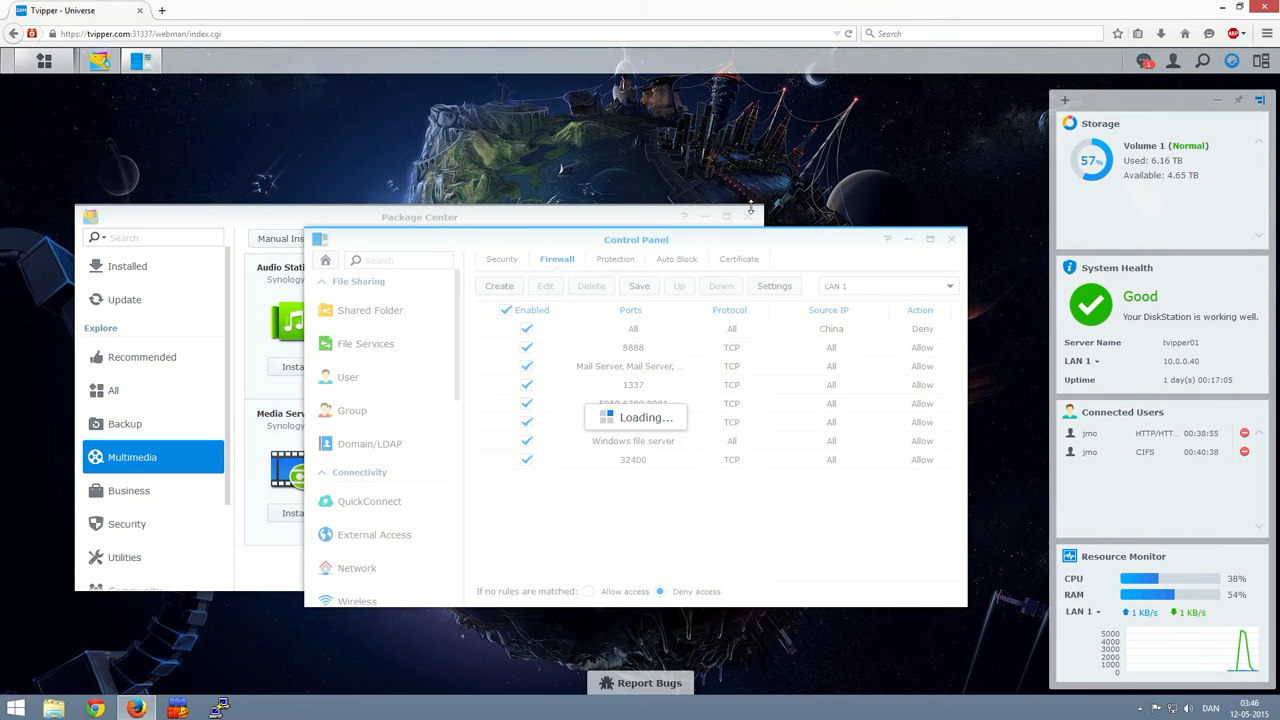 Tvipper - Universe
https://tvipper.com:31337/webman/index.cgi
Search
ABP
1
Package Center
Search
Installed
Update
Explore
Recommended
All
Backup
Multimedia
Business
Security
Utilities
Manual Ins
Audio Stati
Synology
Insta
Media Serv
Synology
Insta
Control Panel
Search
File Sharing
Shared Folder
File Services
User
Group
Domain/LDAP
Connectivity
QuickConnect
External Access
Network
Wireless
Security Firewall Protection Auto Block Certificate
Create Edit Delete Save Up Down Settings LAN 1
Enabled Ports Protocol Source IP Action
All All China Deny
8888 TCP All Allow
Mail Server, Mail Server, ... TCP All Allow
1337 TCP All Allow
TCP All Allow
Loading...
TCP All Allow
Windows file server All All Allow
32400 TCP All Allow
If no rules are matched: Allow access Deny access
Storage
57%
Volume 1 (Normal)
Used: 6.16 TB
Available: 4.65 TB
System Health
Good
Your DiskStation is working well.
Server Name tvipper01
LAN 1 10.0.0.40
Uptime 1 day(s) 00:17:05
Connected Users
jmo HTTP/HTT... 00:38:55
jmo CIFS 00:40:38
Resource Monitor
CPU 38%
RAM 54%
LAN 1 1 KB/s 1 KB/s
5000
4000
3000
2000
1000
0
Report Bugs
DAN
03:46
12-05-2015